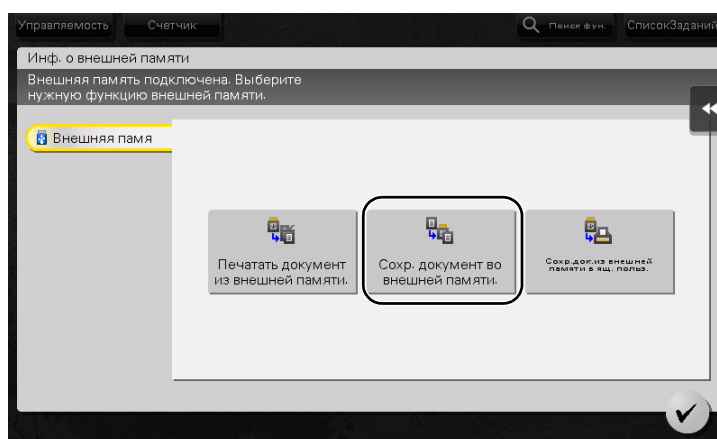 Управляемость Счетчик Поиск фун. СписокЗаданий
Инф. о внешней памяти
Внешняя память подключена. Выберите
нужную функцию внешней памяти.
Внешняя памя
Печатать документ
из внешней памяти.
Сохр. документ во
внешней памяти.
Сохр.док.из внешней
памяти в ящ. польз.